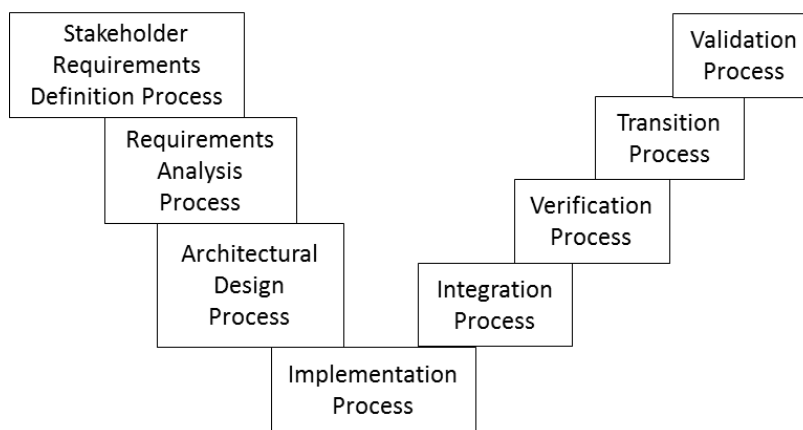 Stakeholder
Requirements
Definition Process
Requirements
Analysis
Process
Architectural
Design
Process
Implementation
Process
Integration
Process
Verification
Process
Transition
Process
Validation
Process